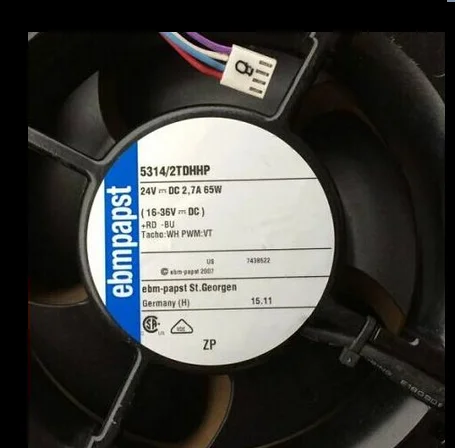 ebmpapst
5314/2TDHHP
24V ⎓ DC 2,7A 65W
(16-36V ⎓ DC)
+RD -BU
Tacho:WH PWM:VT
US 7439522
© ebm-papst 2007
ebm-papst St.Georgen
Germany (H) 15.11
ZP